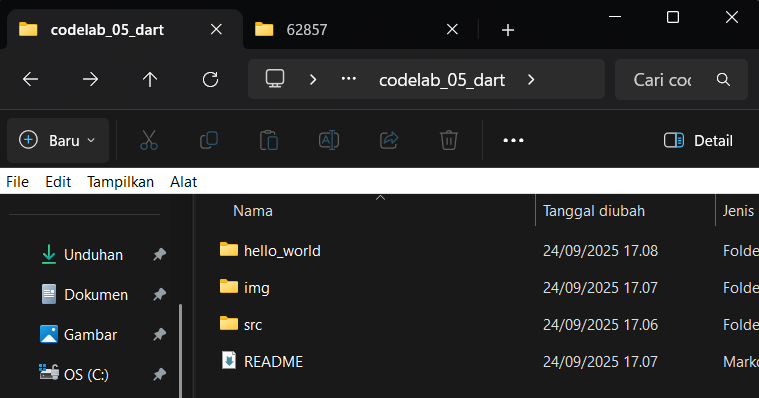 codelab_05_dart
62857
codelab_05_dart
Cari coc
Baru
Detail
File Edit Tampilkan Alat
Nama Tanggal diubah Jenis
Unduhan
Dokumen
Gambar
OS (C:)
hello_world 24/09/2025 17.08 Folde
img 24/09/2025 17.07 Folde
src 24/09/2025 17.06 Folde
README 24/09/2025 17.07 Marko